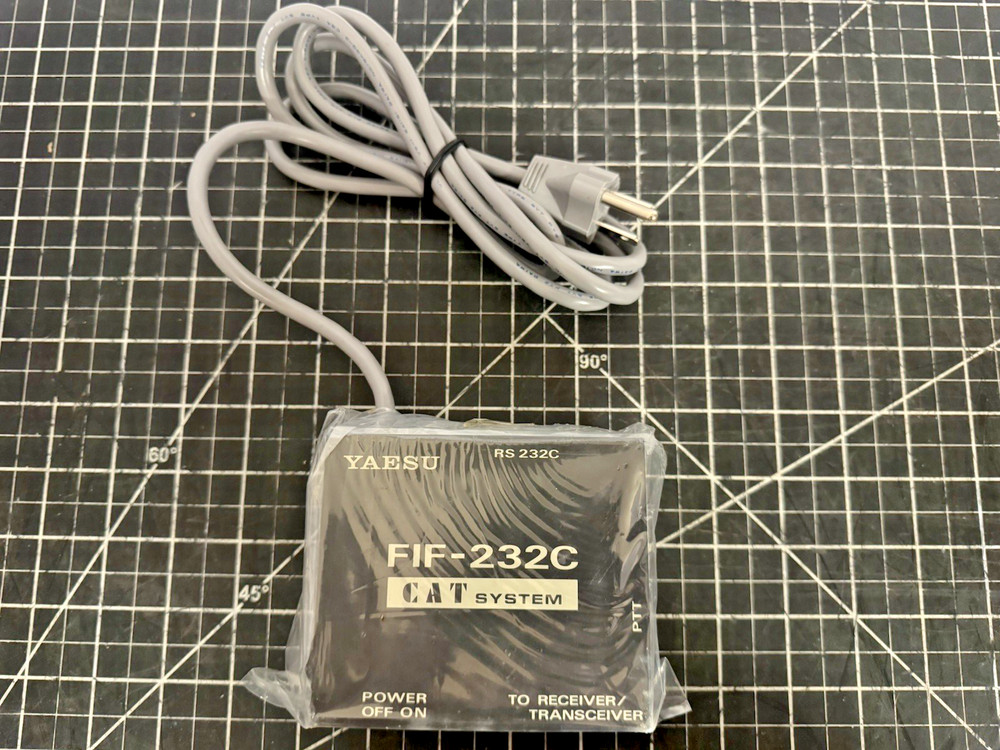 90°
60°
45°
YAESU
RS 232C
FIF-232C
CAT SYSTEM
PTT
POWER
OFF ON
TO RECEIVER/
TRANSCEIVER